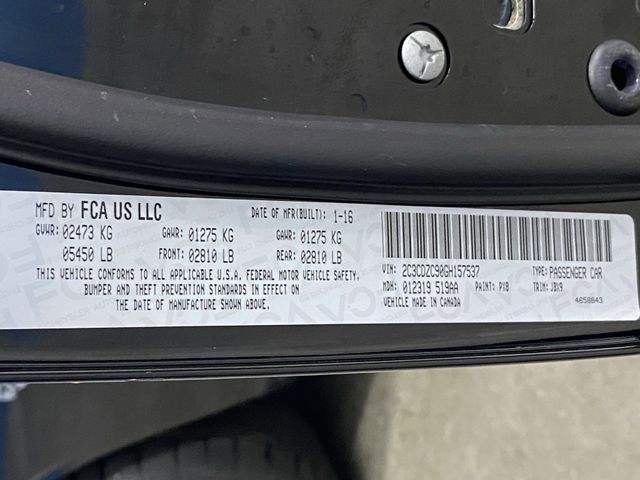 MFD BY FCA US LLC
DATE OF MFR(BUILT): 1-16
GVWR: 02473 KG GAWR: 01275 KG GAWR: 01275 KG
05450 LB FRONT: 02810 LB REAR: 02810 LB
THIS VEHICLE CONFORMS TO ALL APPLICABLE U.S.A. FEDERAL MOTOR VEHICLE SAFETY,
BUMPER AND THEFT PREVENTION STANDARDS IN EFFECT ON
THE DATE OF MANUFACTURE SHOWN ABOVE.
VIN: 2C3CDZC90GH157537 TYPE: PASSENGER CAR
MDH: 012319 519AA PAINT: PXB TRIM: JBX9
VEHICLE MADE IN CANADA 4658843